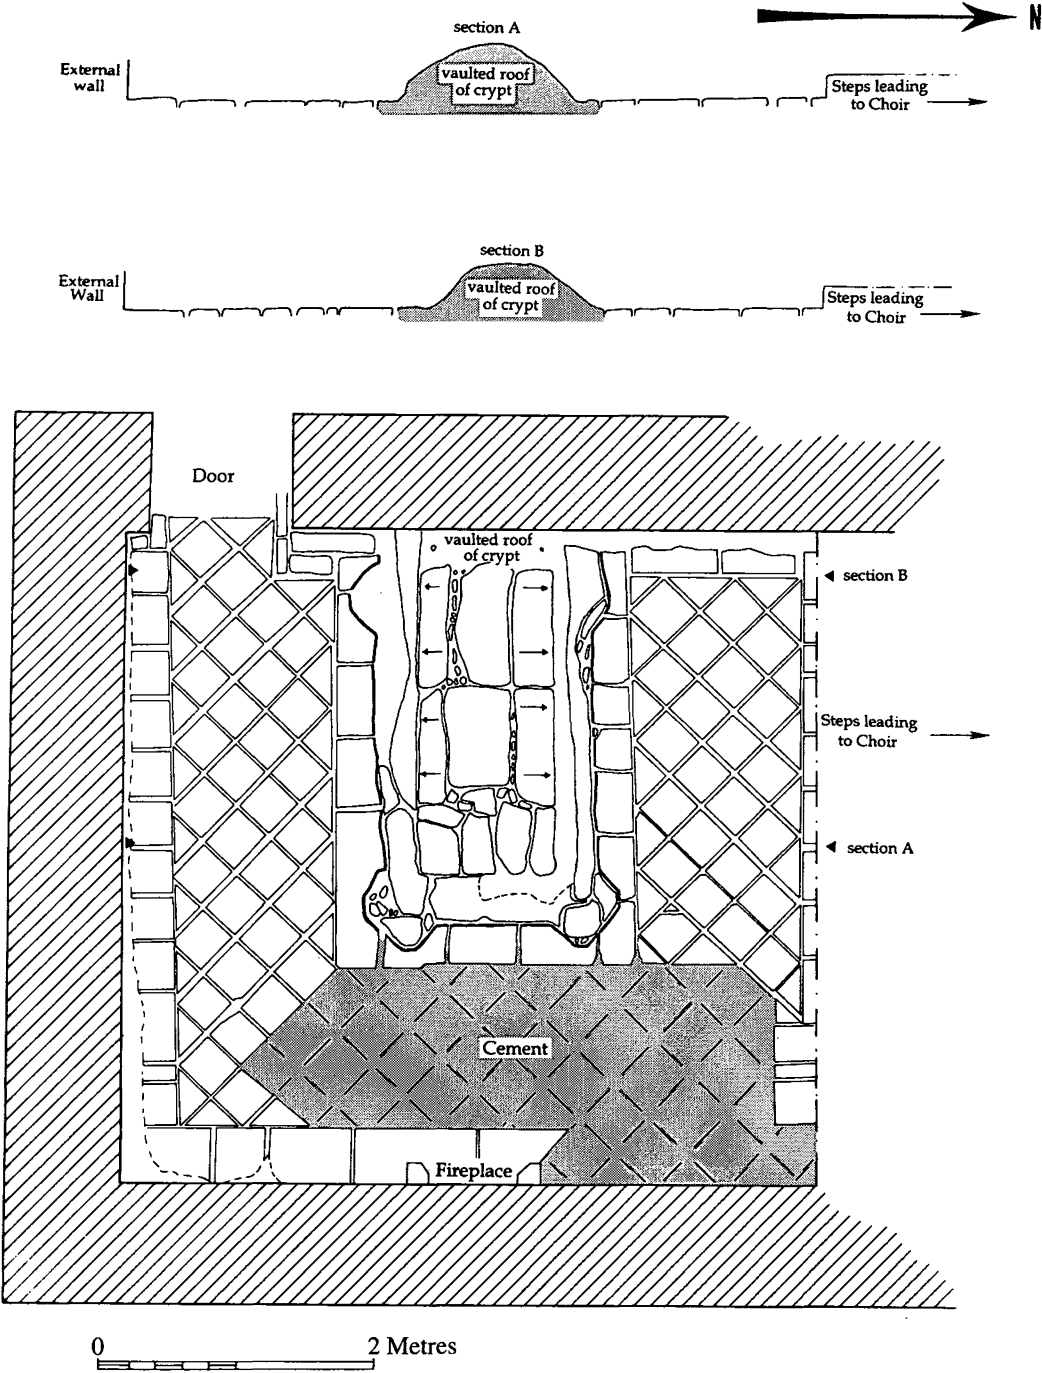 N
section A
External
wall
vaulted roof
of crypt
Steps leading
to Choir
section B
External
Wall
vaulted roof
of crypt
Steps leading
to Choir
Door
vaulted roof
of crypt
section B
Steps leading
to Choir
section A
Cement
Fireplace
0 2 Metres